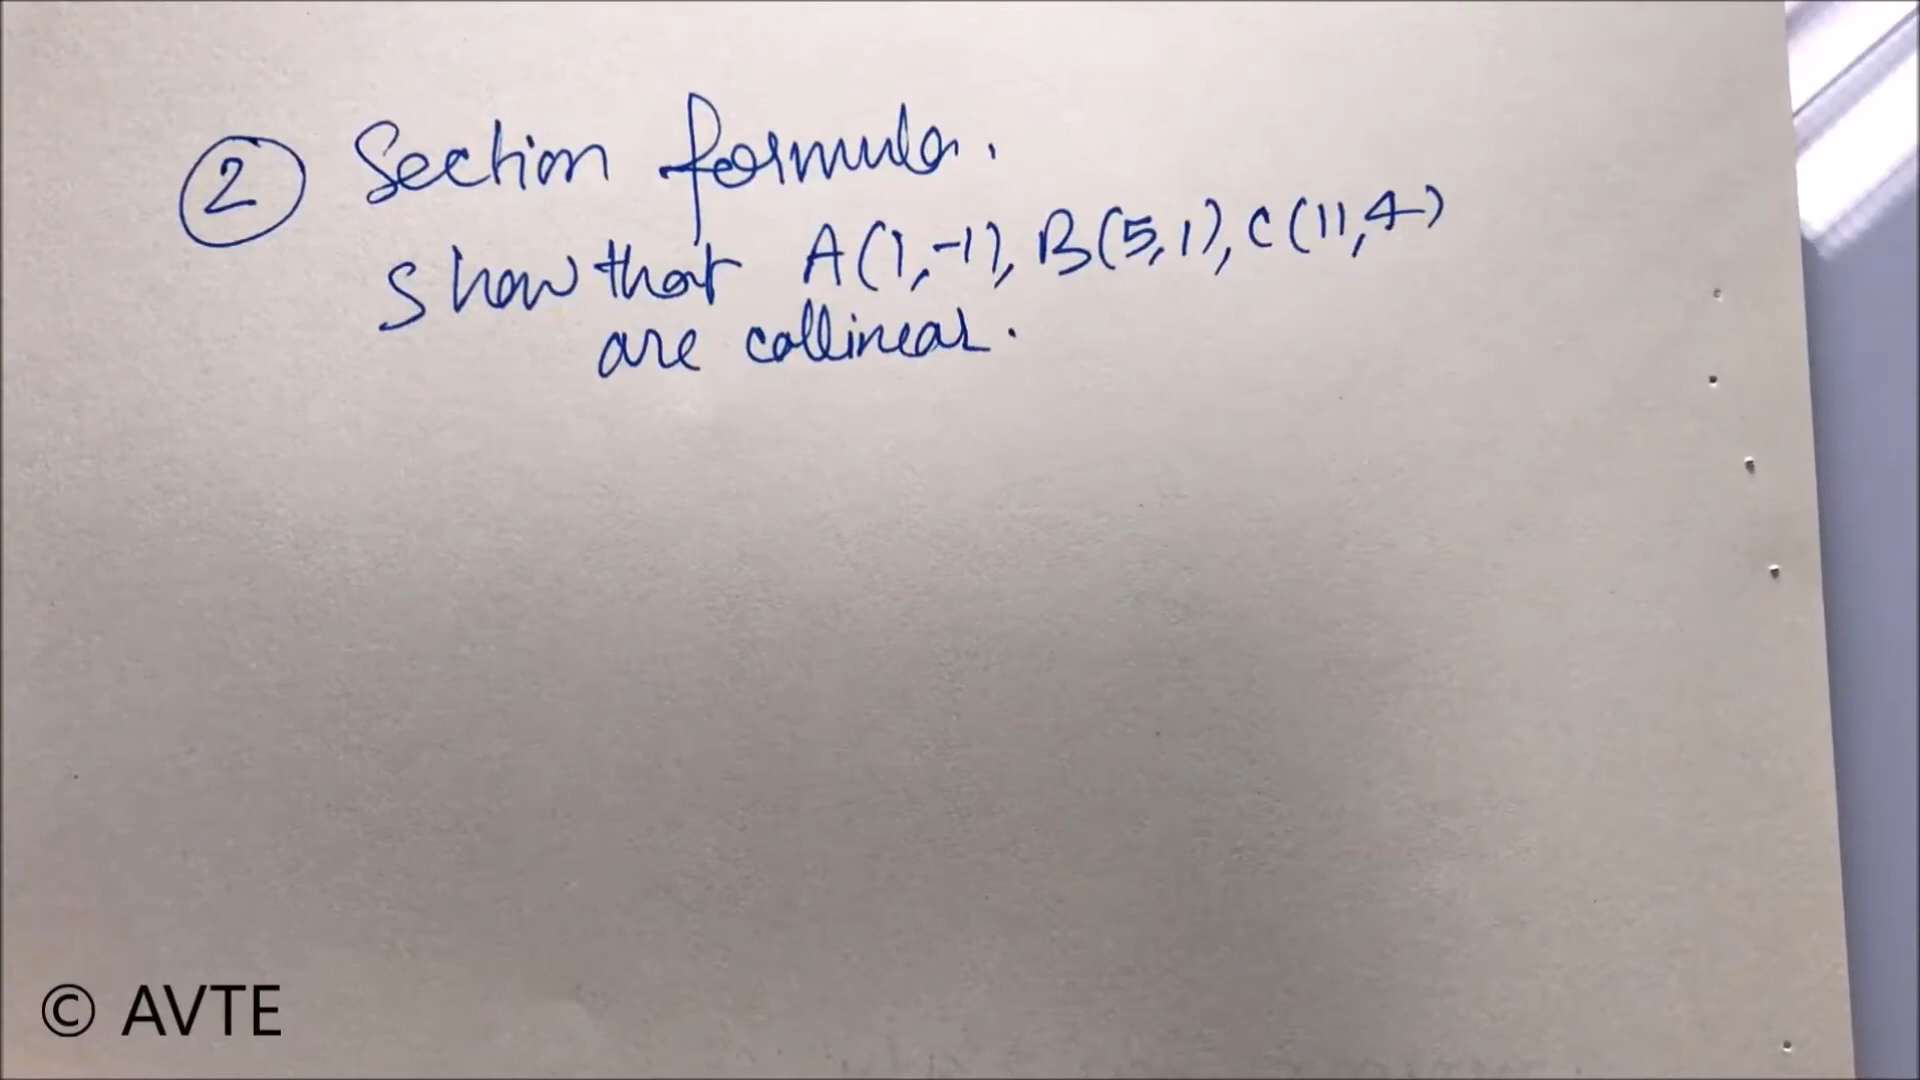 2 Section formula.
show that A(1,-1), B(5,1), C(11,4)
are collinear.
© AVTE